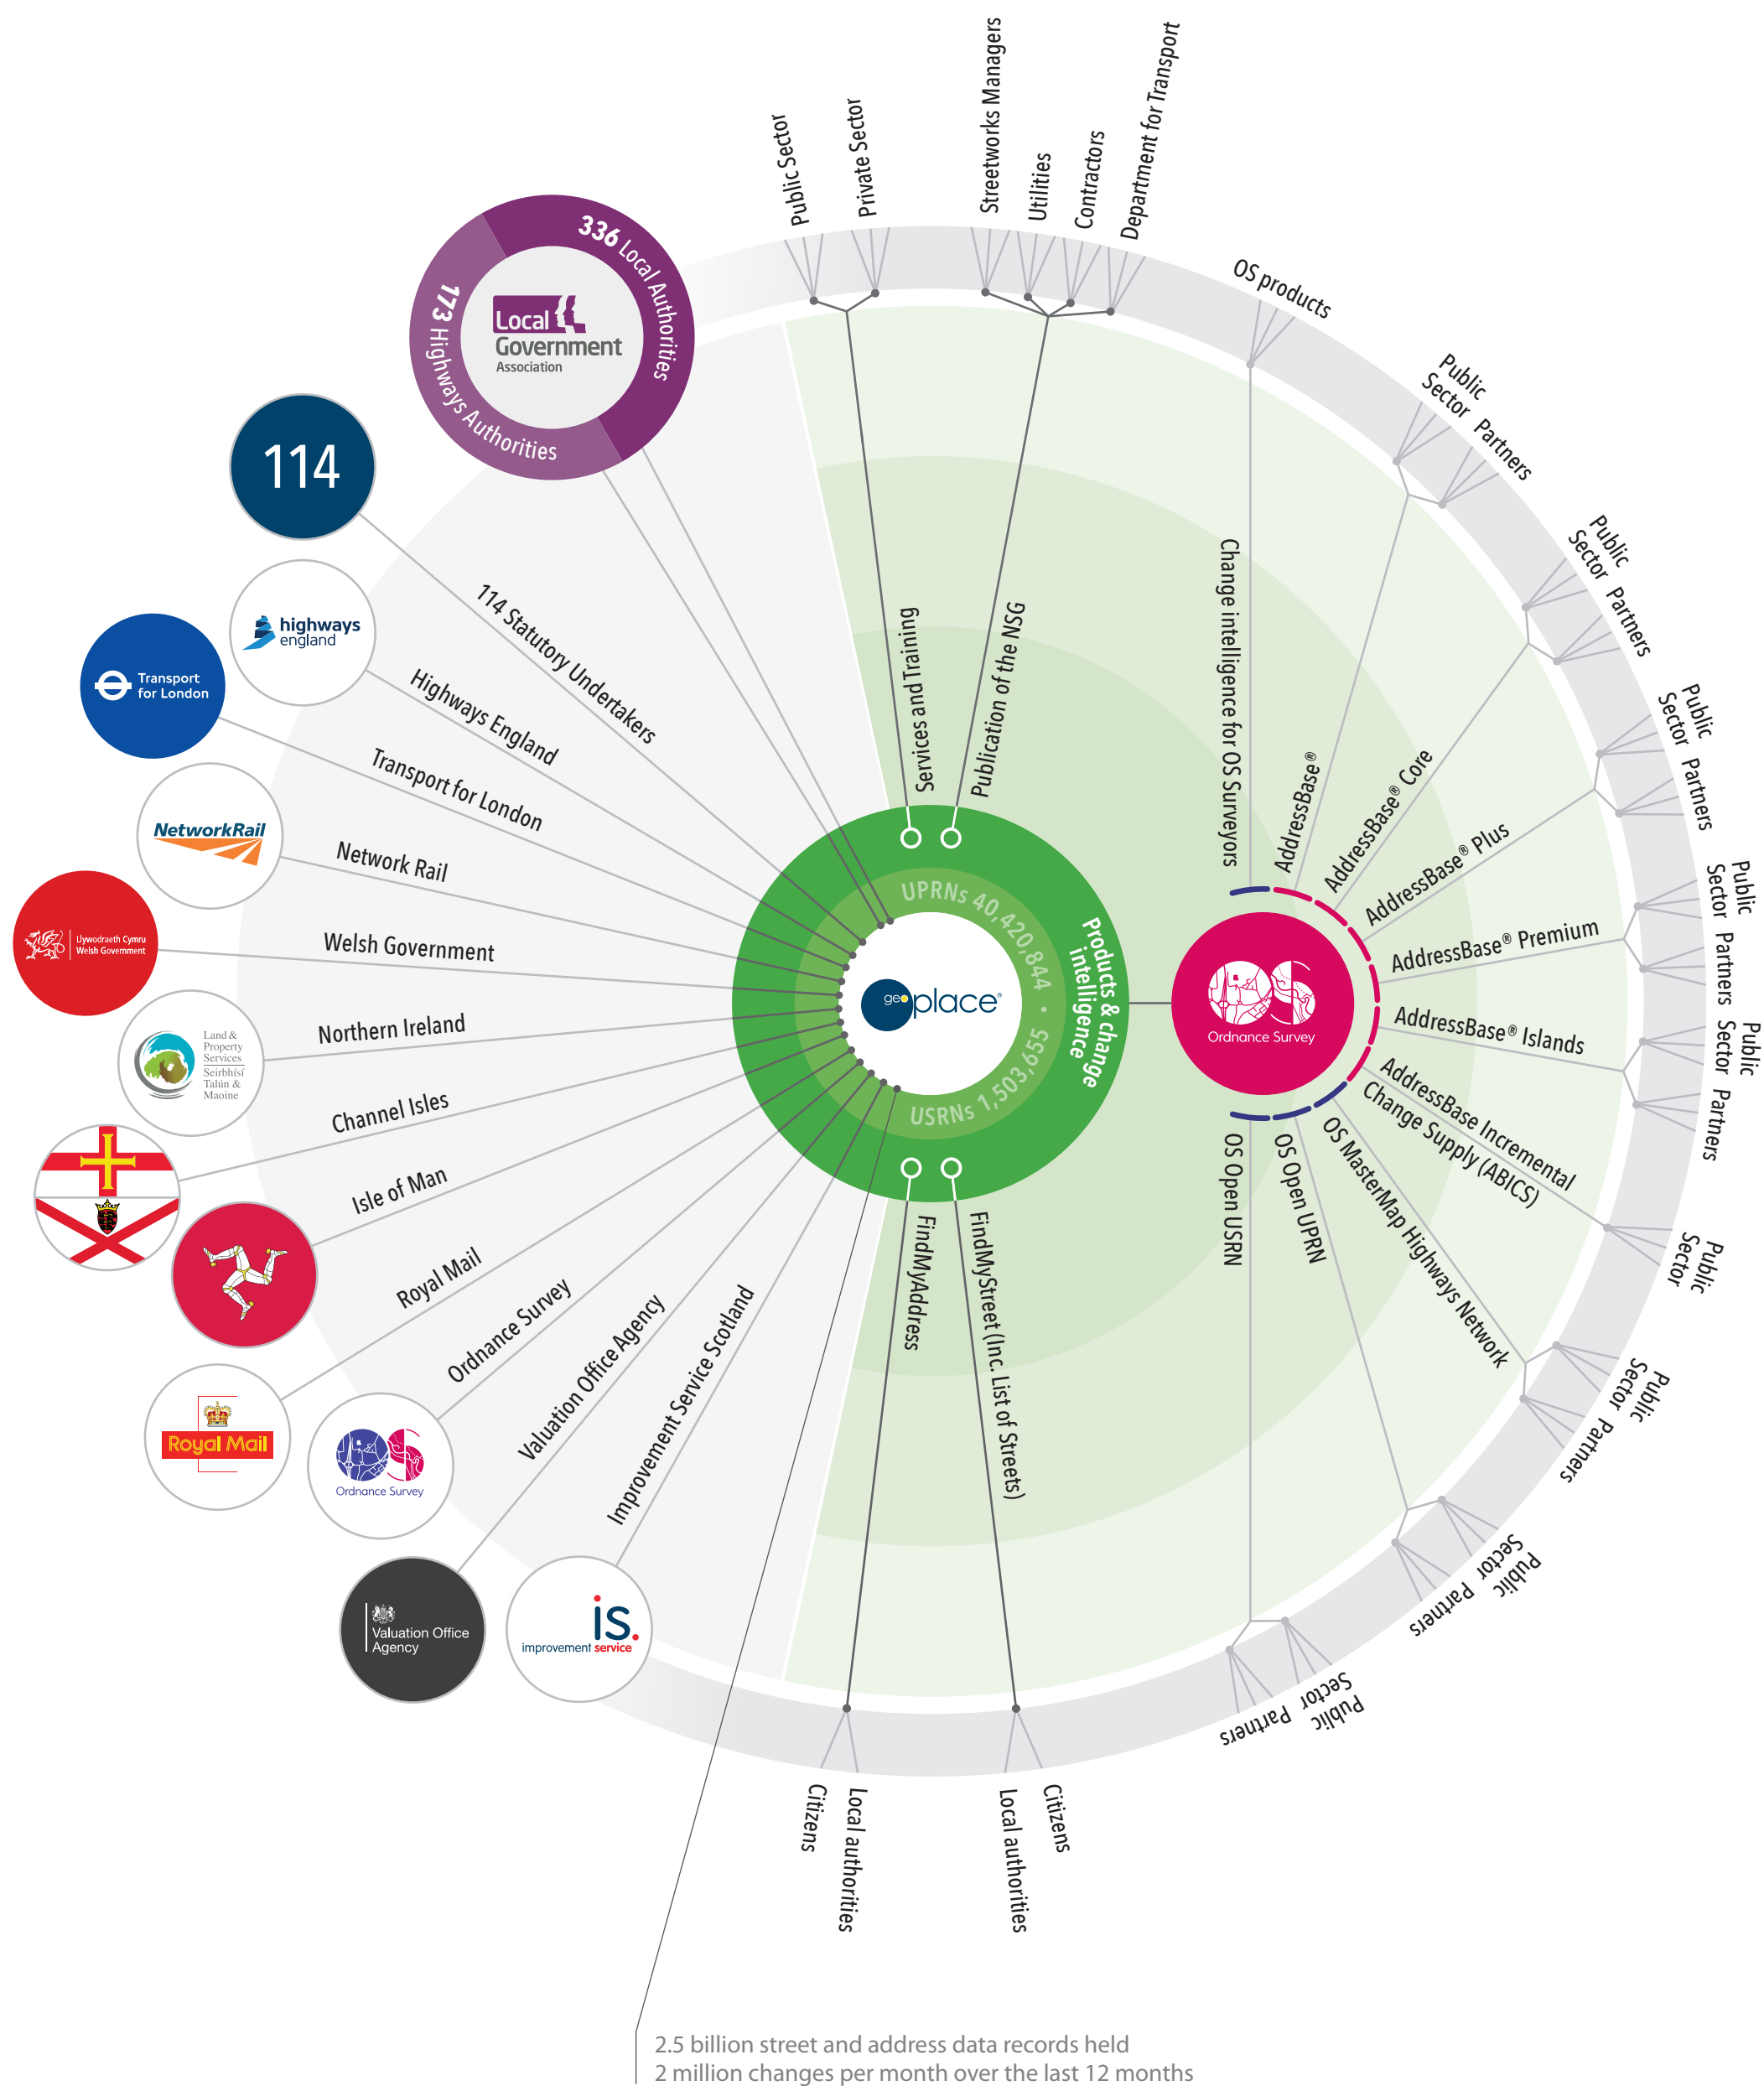 Public Sector
Private Sector
Streetworks Managers
Utilities
Contractors
Department for Transport
OS products
Public
Sector
Partners
Public
Sector
Partners
Public
Sector
Partners
Public
Sector
Partners
Public
Sector
Partners
Public
Sector
Public
Sector
Partners
Public
Sector
Partners
Public
Sector
Partners
336 Local Authorities
173 Highways Authorities
Local
Government
Association
114
highways
england
Transport
for London
NetworkRail
Llywodraeth Cymru
Welsh Government
Land &
Property
Services
Seirbhísí
Talún &
Maoine
Royal Mail
Ordnance Survey
Valuation Office
Agency
is.
improvement service
114 Statutory Undertakers
Highways England
Transport for London
Network Rail
Welsh Government
Northern Ireland
Channel Isles
Isle of Man
Royal Mail
Ordnance Survey
Valuation Office Agency
Improvement Service Scotland
Services and Training
Publication of the NSG
UPRNs 40,420,844 •
USRNs 1,503,655
Products & change
intelligence
geoplace®
FindMyAddress
FindMyStreet (Inc. List of Streets)
Ordnance Survey
Change intelligence for OS Surveyors
AddressBase®
AddressBase® Core
AddressBase® Plus
AddressBase® Premium
AddressBase® Islands
AddressBase Incremental
Change Supply (ABICS)
OS MasterMap Highways Network
OS Open UPRN
OS Open USRN
Citizens
Local authorities
Local authorities
Citizens
2.5 billion street and address data records held
2 million changes per month over the last 12 months